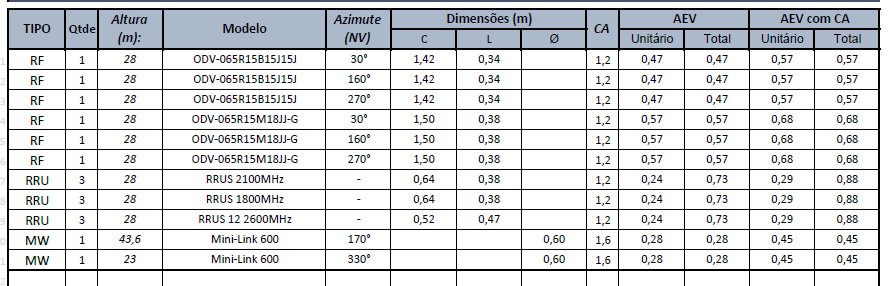 TIPO Qtde Altura (m): Modelo Azimute (NV) Dimensões (m) CA AEV AEV com CA
C L Ø Unitário Total Unitário Total
RF 1 28 ODV-065R15B15J15J 30° 1,42 0,34 1,2 0,47 0,47 0,57 0,57
RF 1 28 ODV-065R15B15J15J 160° 1,42 0,34 1,2 0,47 0,47 0,57 0,57
RF 1 28 ODV-065R15B15J15J 270° 1,42 0,34 1,2 0,47 0,47 0,57 0,57
RF 1 28 ODV-065R15M18JJ-G 30° 1,50 0,38 1,2 0,57 0,57 0,68 0,68
RF 1 28 ODV-065R15M18JJ-G 160° 1,50 0,38 1,2 0,57 0,57 0,68 0,68
RF 1 28 ODV-065R15M18JJ-G 270° 1,50 0,38 1,2 0,57 0,57 0,68 0,68
RRU 3 28 RRUS 2100MHz - 0,64 0,38 1,2 0,24 0,73 0,29 0,88
RRU 3 28 RRUS 1800MHz - 0,64 0,38 1,2 0,24 0,73 0,29 0,88
RRU 3 28 RRUS 12 2600MHz - 0,52 0,47 1,2 0,24 0,73 0,29 0,88
MW 1 43,6 Mini-Link 600 170° 0,60 1,6 0,28 0,28 0,45 0,45
MW 1 23 Mini-Link 600 330° 0,60 1,6 0,28 0,28 0,45 0,45